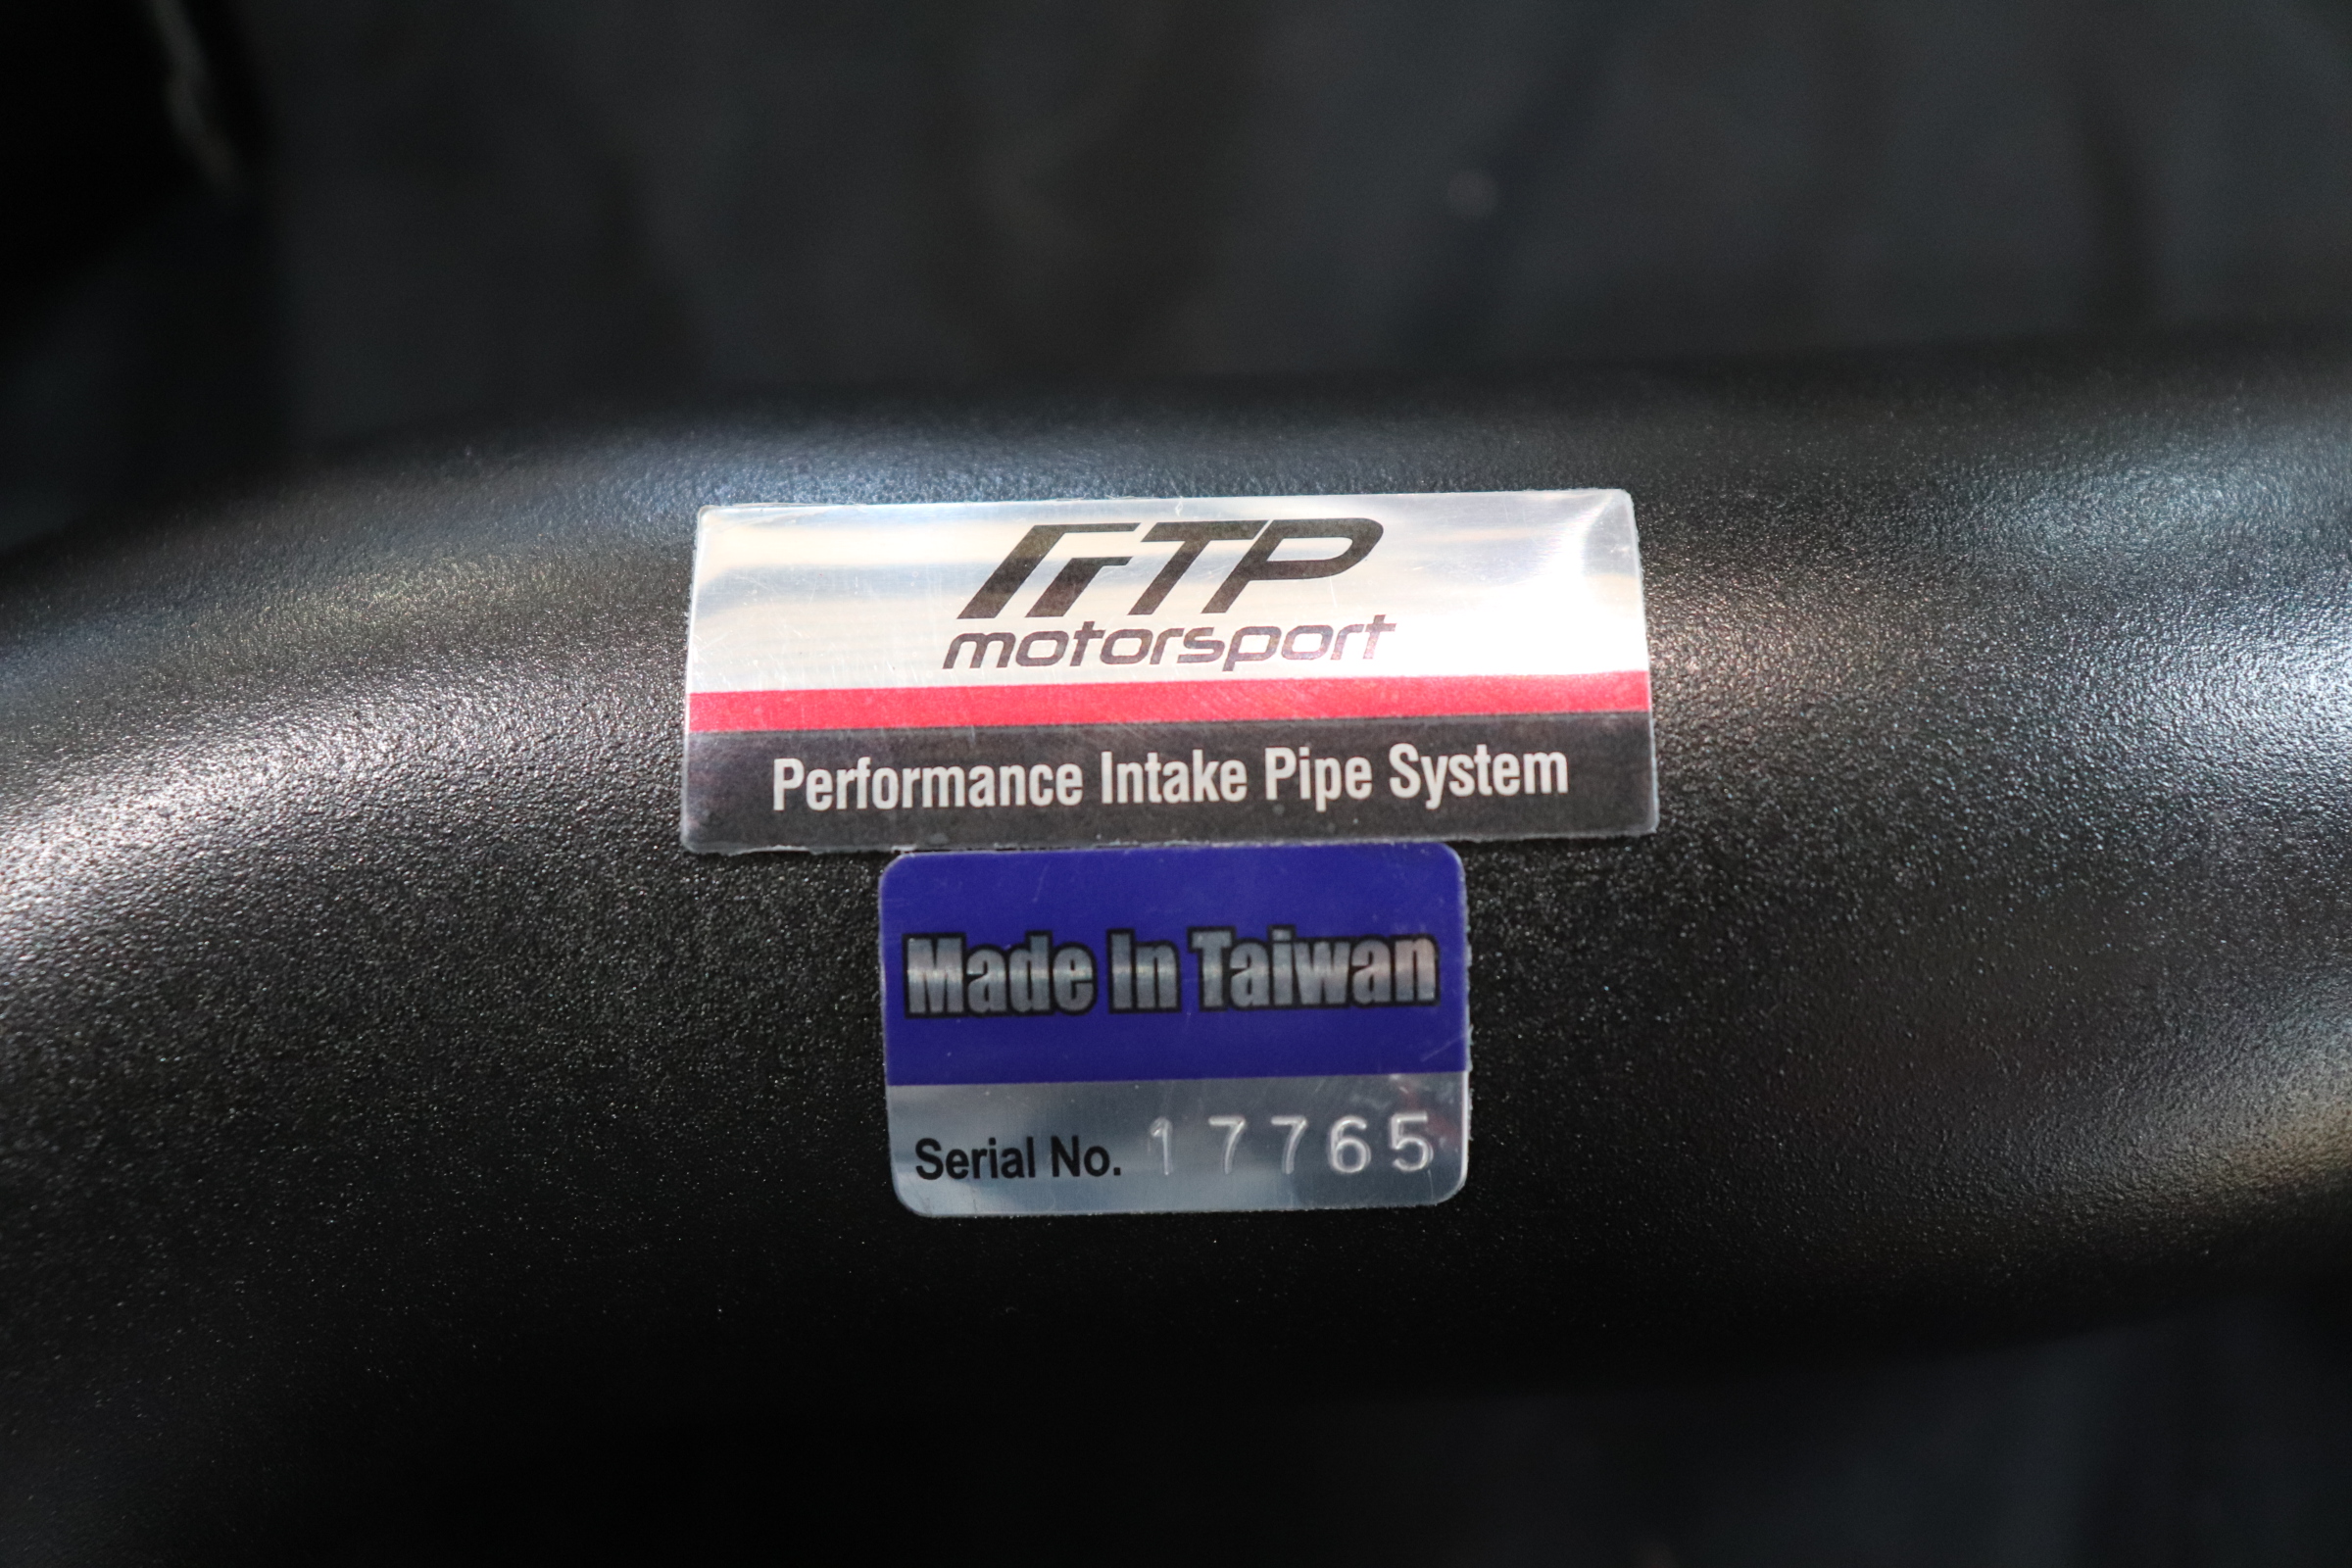 FTP
motorsport
Performance Intake Pipe System
Made In Taiwan
Serial No. 17765